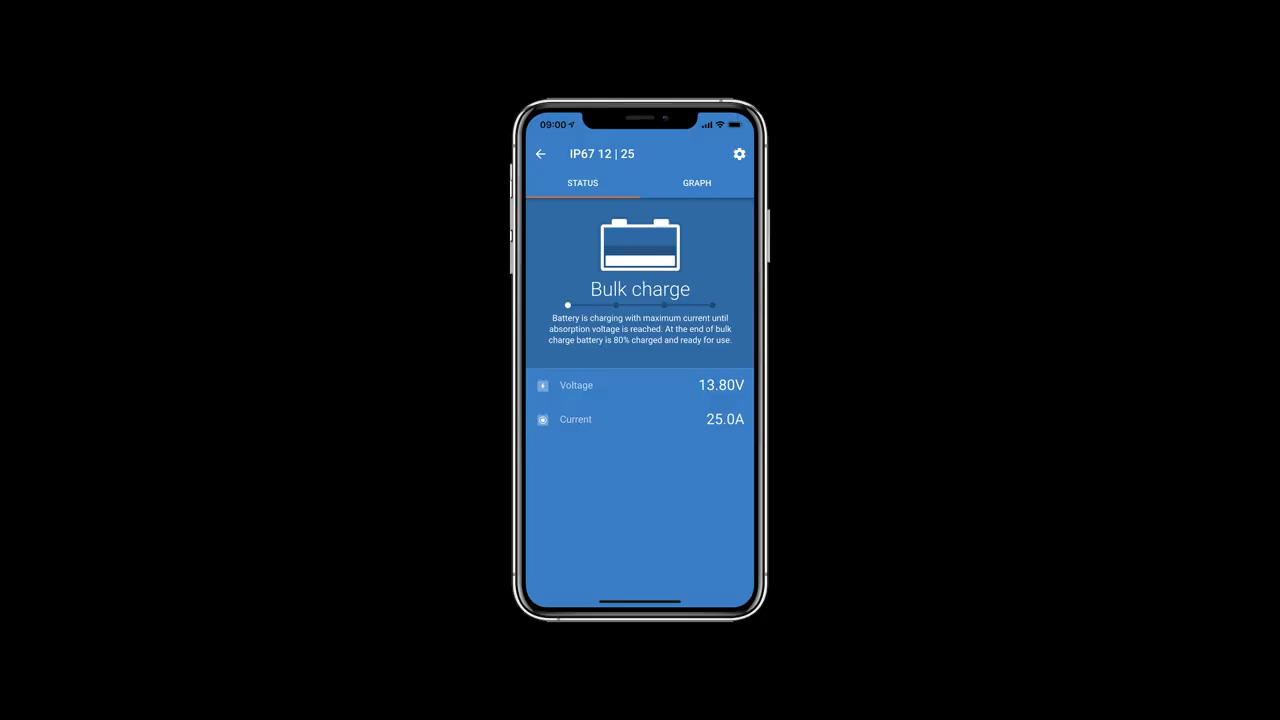 09:00
IP67 12 | 25
STATUS GRAPH
Bulk charge
Battery is charging with maximum current until
absorption voltage is reached. At the end of bulk
charge battery is 80% charged and ready for use.
Voltage 13.80V
Current 25.0A